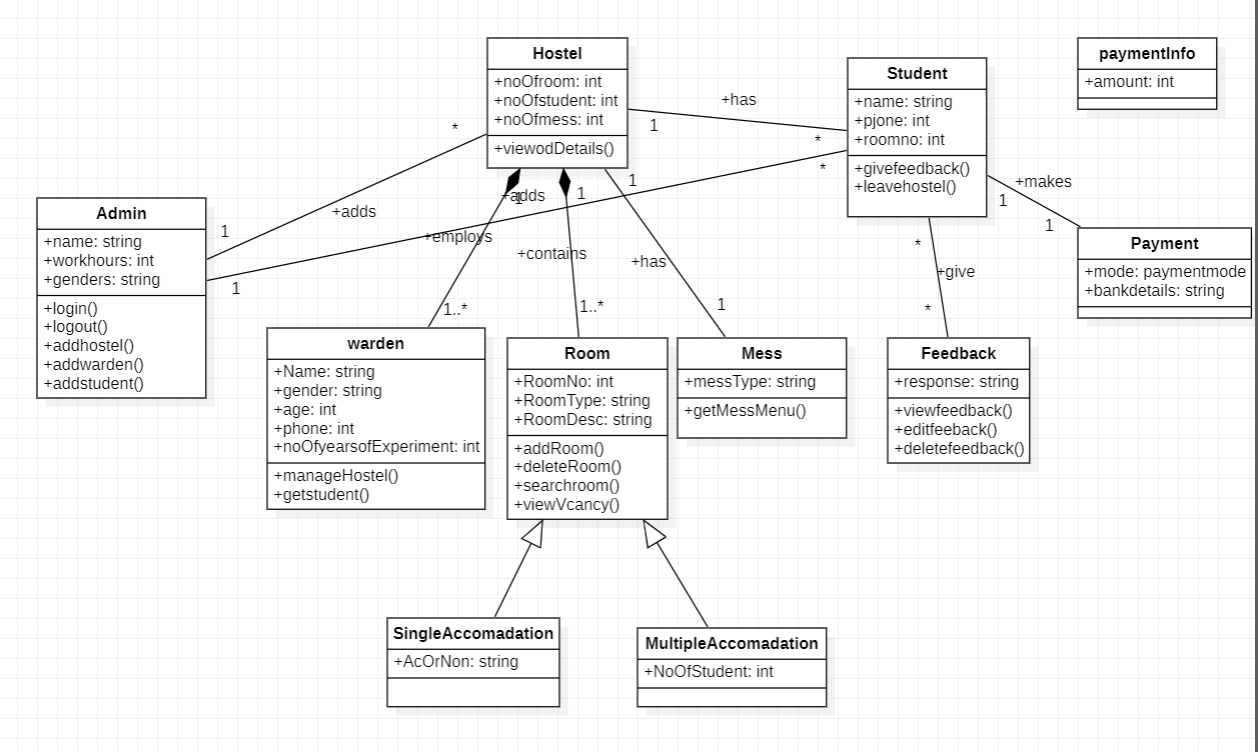 Hostel
+noOfroom: int
+noOfstudent: int
+noOfmess: int
+viewodDetails()
Student
+name: string
+pjone: int
+roomno: int
+givefeedback()
+leavehostel()
paymentInfo
+amount: int
+has
1
*
*
+adds
1
Admin
+name: string
+workhours: int
+genders: string
+login()
+logout()
+addhostel()
+addwarden()
+addstudent()
1
+adds
*
+employs
1
1..*
+contains
1
1..*
+has
1
1
+makes
1
1
Payment
+mode: paymentmode
+bankdetails: string
*
+give
*
warden
+Name: string
+gender: string
+age: int
+phone: int
+noOfyearsofExperiment: int
+manageHostel()
+getstudent()
Room
+RoomNo: int
+RoomType: string
+RoomDesc: string
+addRoom()
+deleteRoom()
+searchroom()
+viewVcancy()
Mess
+messType: string
+getMessMenu()
Feedback
+response: string
+viewfeedback()
+editfeeback()
+deletefeedback()
SingleAccomadation
+AcOrNon: string
MultipleAccomadation
+NoOfStudent: int